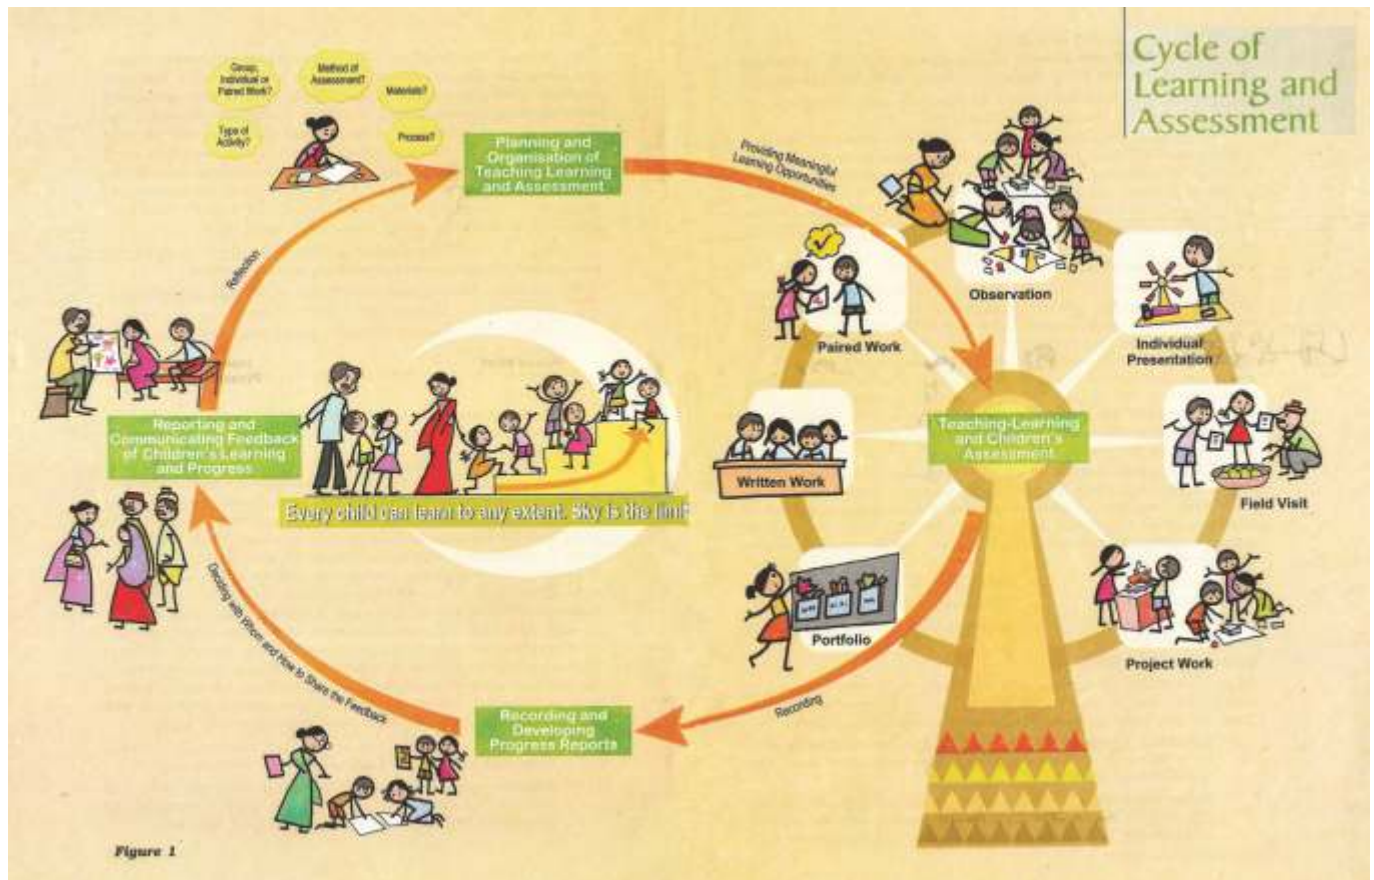 Cycle of
Learning and
Assessment
Group,
Individual or
Paired Work?
Method of
Assessment?
Materials?
Type of
Activity?
Process?
Planning and
Organisation of
Teaching Learning
and Assessment
Providing Meaningful
Learning Opportunities
Observation
Paired Work
Individual
Presentation
Reflection
Reporting and
Communicating Feedback
of Children's Learning
and Progress
Every child can learn to any extent. Sky is the limit
Teaching-Learning
and Children's
Assessment
Written Work
Field Visit
Portfolio
Project Work
Deciding with Whom and How to Share the Feedback
Recording
Recording and
Developing
Progress Reports
Figure 1